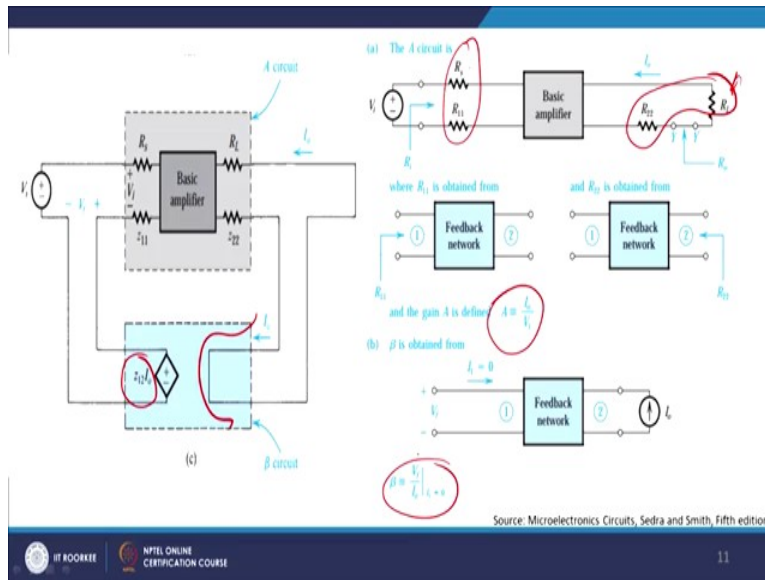 A circuit
R_s
R_L
I_o
V_s
+
V_i
−
Basic
amplifier
− V_f +
z_11
z_22
I_o
z_12 I_o
(c)
β circuit
(a) The A circuit is
R_s
I_o
V_i
R_11
Basic
amplifier
R_22
R_L
Y Y'
R_i
R_o
where R_11 is obtained from
and R_22 is obtained from
1
Feedback
network
2
1
Feedback
network
2
R_11
R_22
and the gain A is defined A ≡ I_o / V_i
(b) β is obtained from
I_1 = 0
+
V_f
−
1
Feedback
network
2
I_o
β ≡ V_f / I_o | I_1 = 0
Source: Microelectronics Circuits, Sedra and Smith, Fifth edition
IIT ROORKEE
NPTEL ONLINE
CERTIFICATION COURSE
11